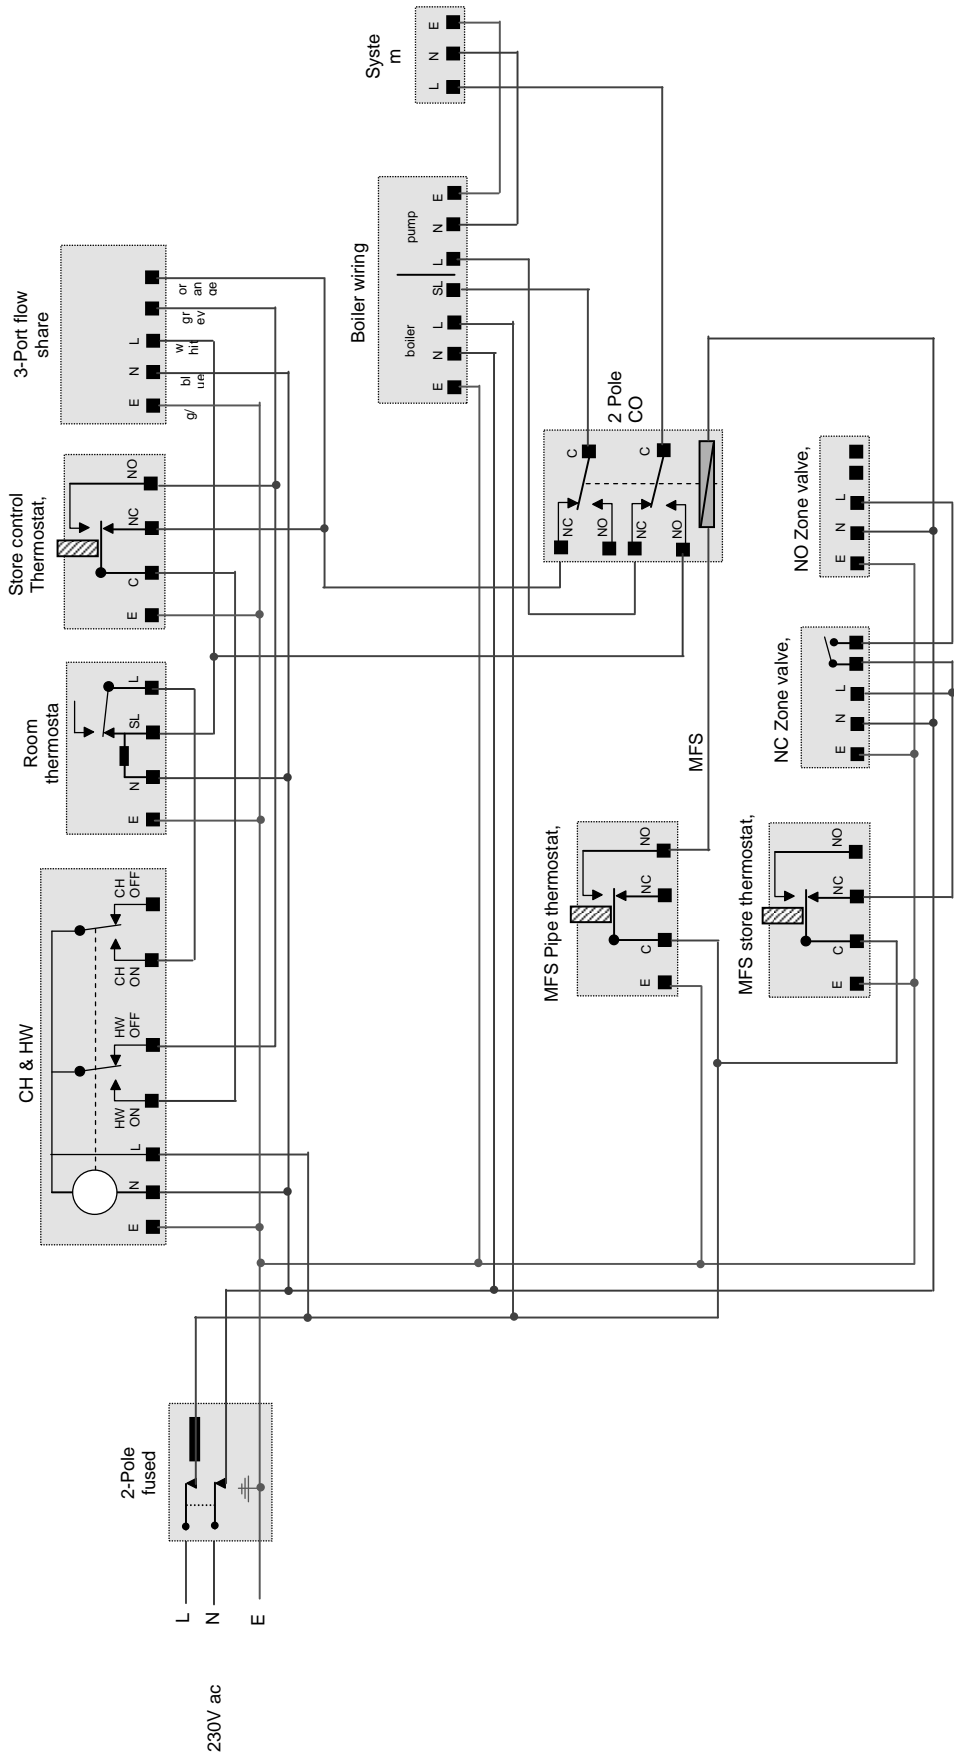 230V ac
L
N
E
2-Pole
fused
CH & HW
E
N
L
HW
ON
HW
OFF
CH
ON
CH
OFF
Room
thermosta
E
N
SL
L
Store control
Thermostat,
E
C
NC
NO
3-Port flow
share
E
N
L
g/
bl
ue
w
hit
gr
ey
or
an
ge
Boiler wiring
boiler
pump
E
N
L
SL
L
N
E
Syste
m
L
N
E
2 Pole
CO
NC
NO
NC
NO
C
C
MFS
MFS Pipe thermostat,
E
C
NC
NO
MFS store thermostat,
E
C
NC
NO
NC Zone valve,
E
N
L
NO Zone valve,
E
N
L